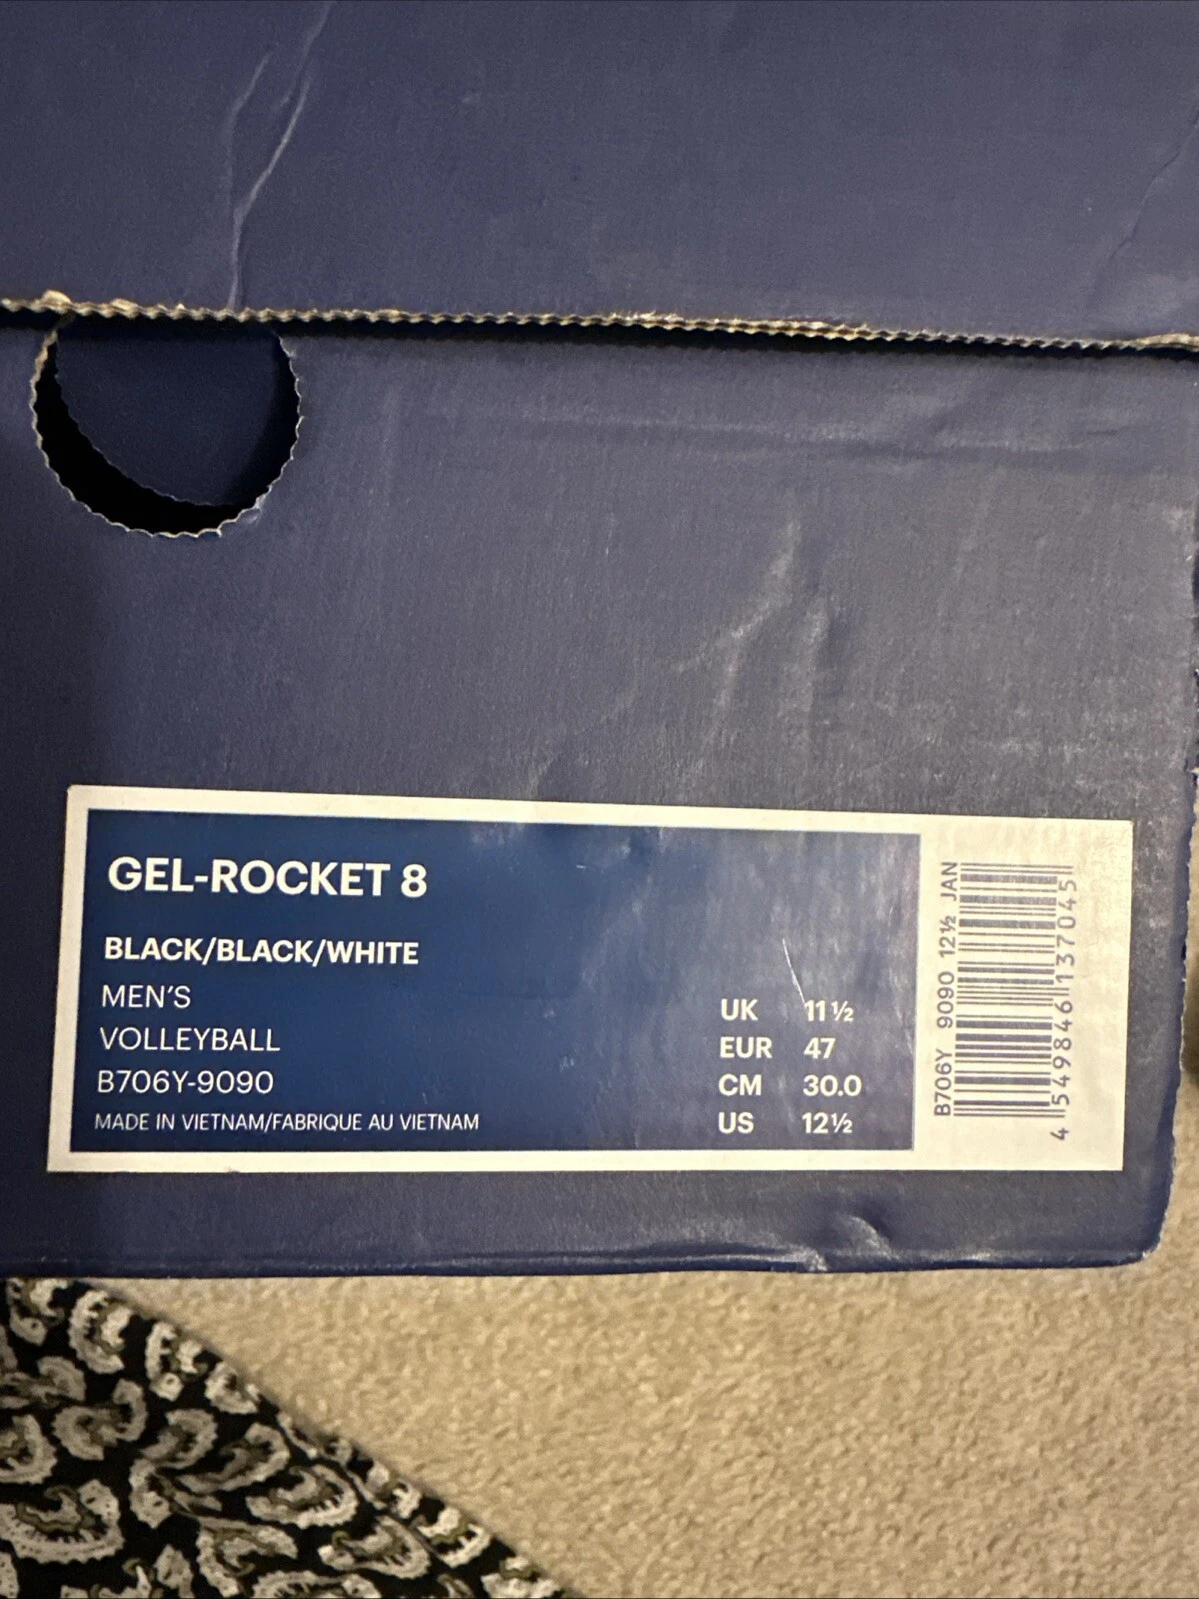 GEL-ROCKET 8
BLACK/BLACK/WHITE
MEN'S
VOLLEYBALL
B706Y-9090
MADE IN VIETNAM/FABRIQUE AU VIETNAM
UK 11½
EUR 47
CM 30.0
US 12½
B706Y 9090 12½ JAN
4 549846 137045